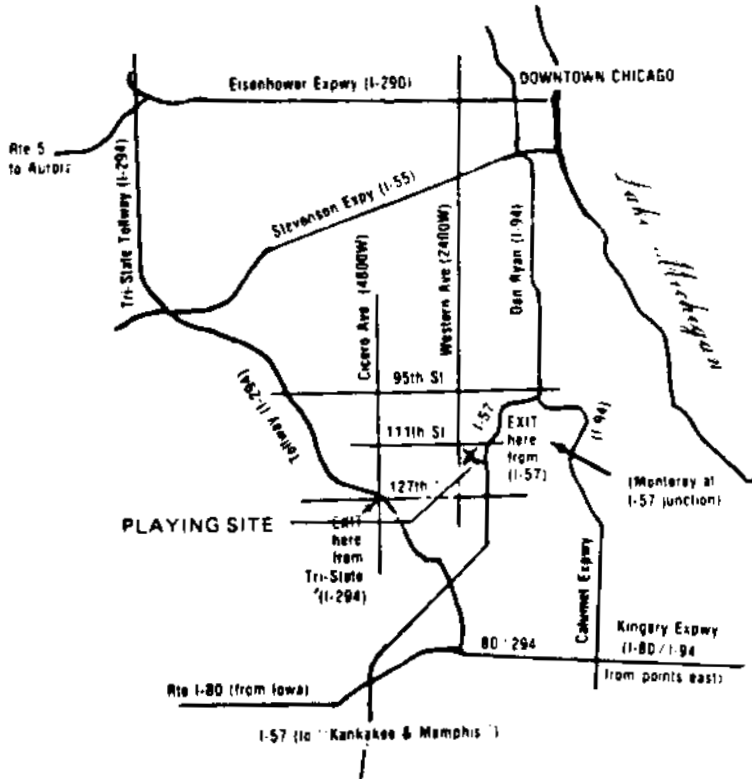 DOWNTOWN CHICAGO
Eisenhower Expwy (I-290)
Rte 5
to Aurora
Tri-State Tollway (I-294)
Stevenson Expy (I-55)
Cicero Ave (4800W)
Western Ave (2400W)
Dan Ryan (I-94)
Lake Michigan
Tollway (I-294)
95th St
I-57
(I-94)
111th St
EXIT
here
from
(I-57)
(Monterey at
I-57 junction)
127th
PLAYING SITE
EXIT
here
from
Tri-State
(I-294)
Calumet Expwy
80 294
Kingery Expwy
(I-80/I-94
from points east)
Rte I-80 (from Iowa)
I-57 (to Kankakee & Memphis )